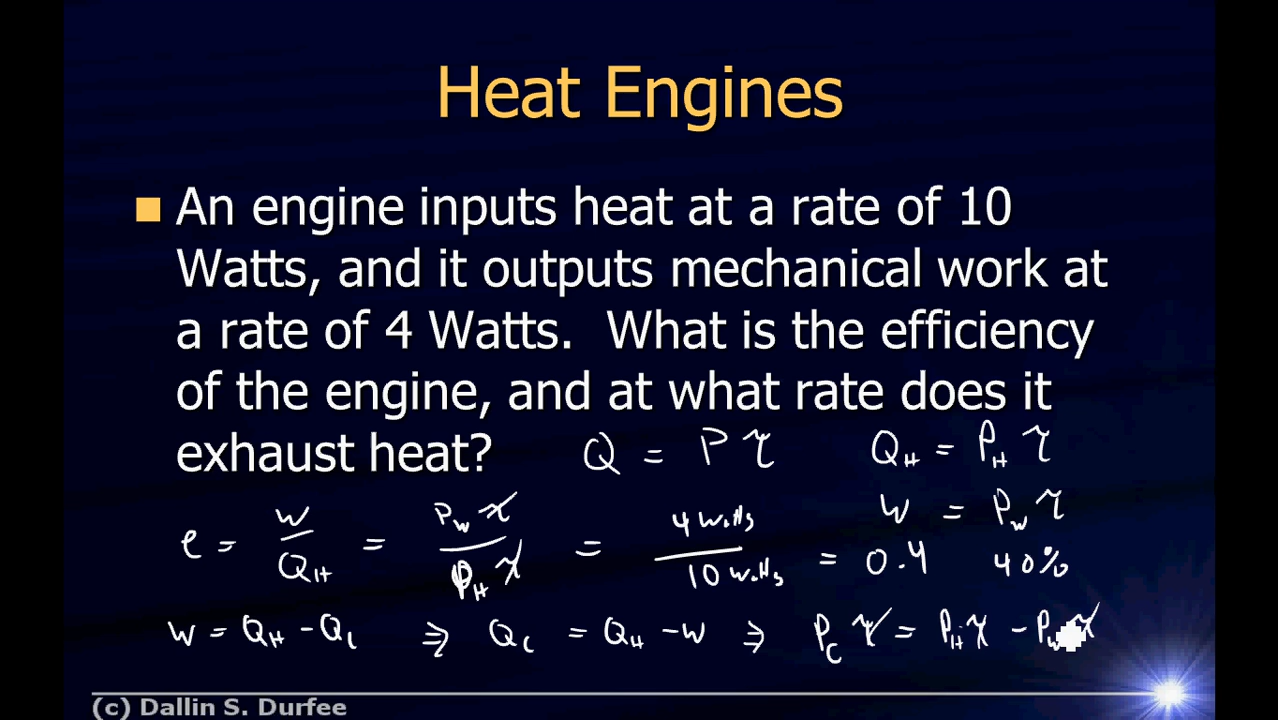 Heat Engines
An engine inputs heat at a rate of 10
Watts, and it outputs mechanical work at
a rate of 4 Watts. What is the efficiency
of the engine, and at what rate does it
exhaust heat? Q = P τ Q_H = P_H τ
W = P_W τ
e = W/Q_H = P_W τ/P_H τ = 4 Watts/10 Watts = 0.4 40%
W = Q_H - Q_C ⇒ Q_C = Q_H - W ⇒ P_C τ = P_H τ - P_W τ
(c) Dallin S. Durfee